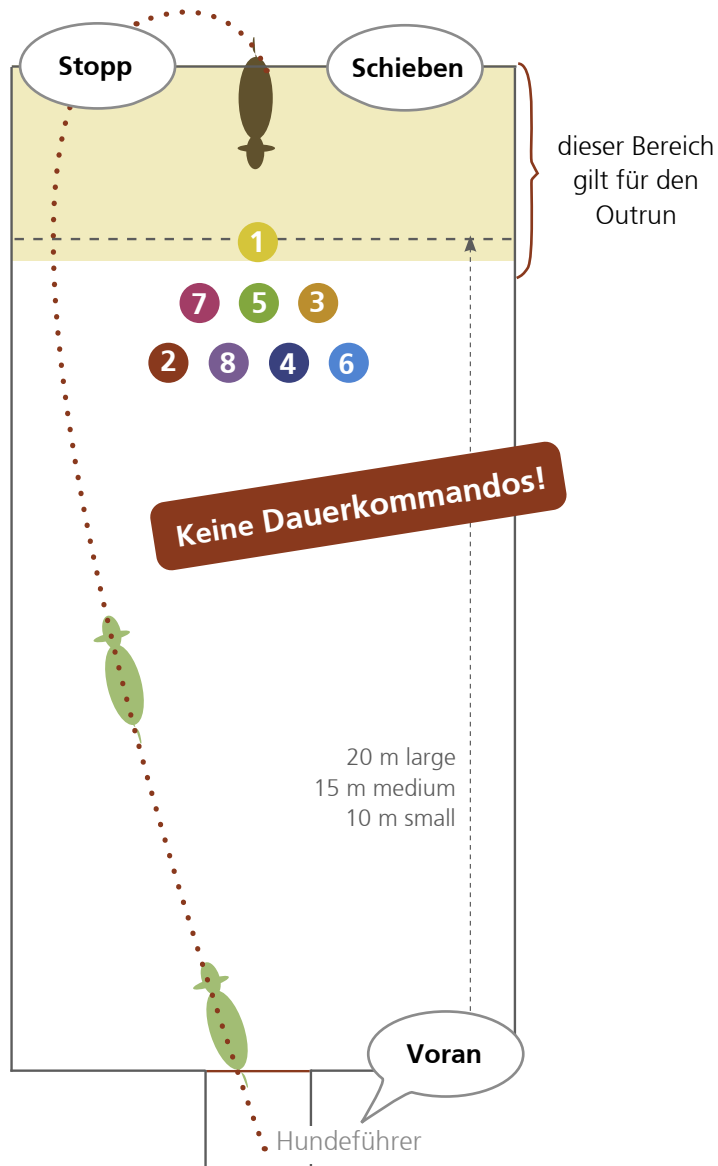 Stopp
Schieben
dieser Bereich
gilt für den
Outrun
1
7 5 3
2 8 4 6
Keine Dauerkommandos!
20 m large
15 m medium
10 m small
Voran
Hundeführer